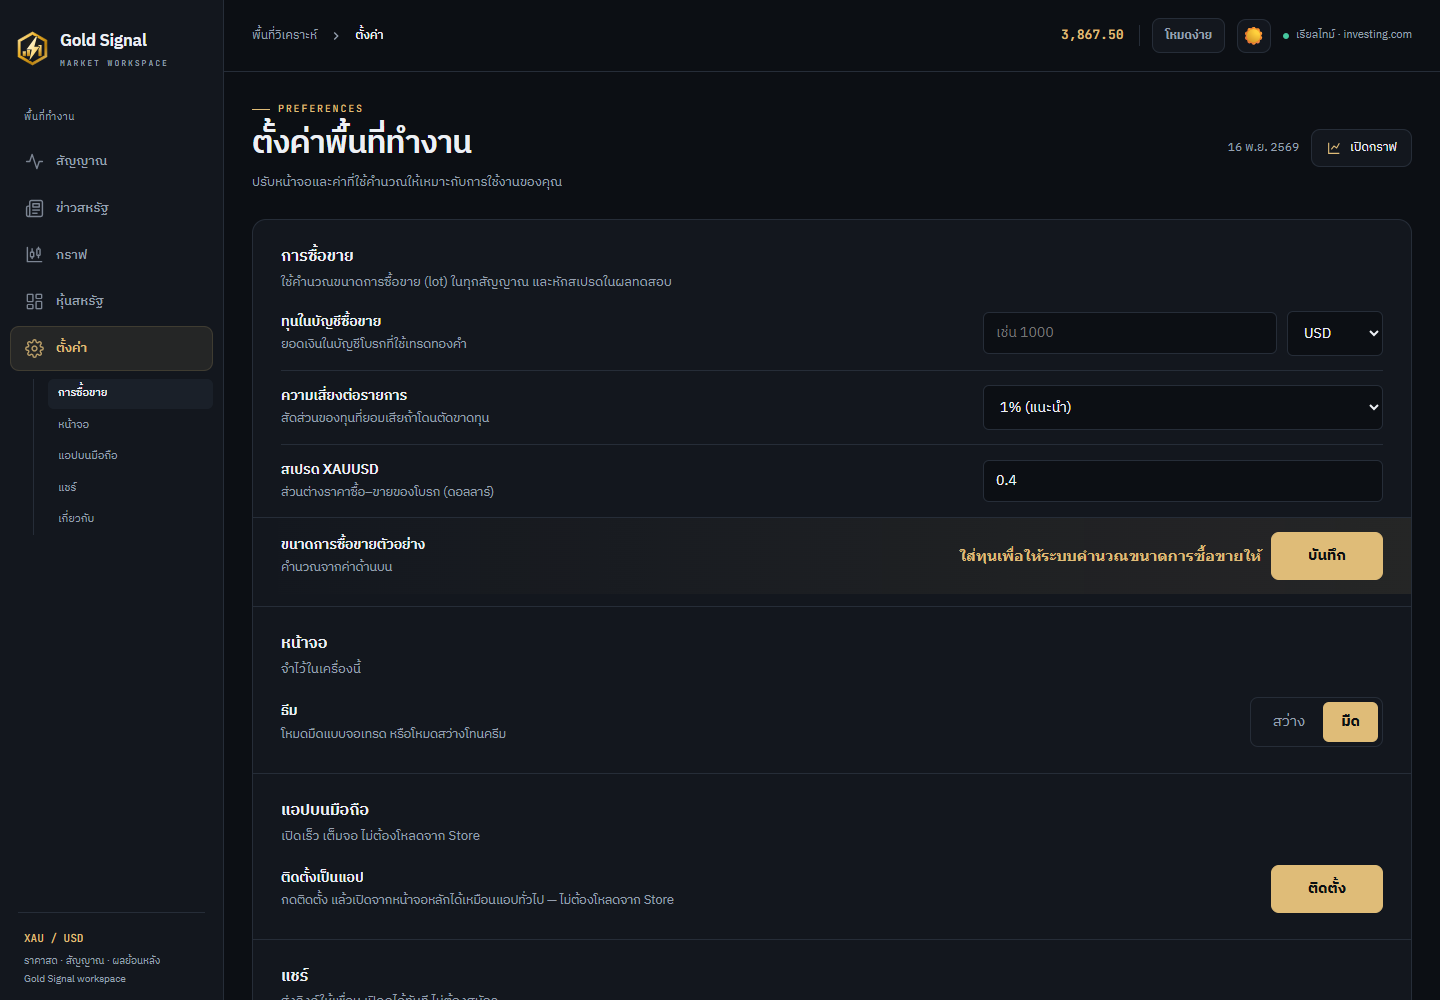 Gold Signal
MARKET WORKSPACE
พื้นที่ทำงาน
สัญญาณ
ข่าวสหรัฐ
กราฟ
หุ้นสหรัฐ
ตั้งค่า
การซื้อขาย
หน้าจอ
แอปบนมือถือ
แชร์
เกี่ยวกับ
XAU / USD
ราคาสด · สัญญาณ · ผลย้อนหลัง
Gold Signal workspace
พื้นที่วิเคราะห์ › ตั้งค่า
3,867.50 โหมดง่าย เรียลไทม์ · investing.com
PREFERENCES
ตั้งค่าพื้นที่ทำงาน
ปรับหน้าจอและค่าที่ใช้คำนวณให้เหมาะกับการใช้งานของคุณ
16 พ.ย. 2569 เปิดกราฟ
การซื้อขาย
ใช้คำนวณขนาดการซื้อขาย (lot) ในทุกสัญญาณ และหักสเปรดในผลทดสอบ
ทุนในบัญชีซื้อขาย
ยอดเงินในบัญชีโบรกที่ใช้เทรดทองคำ
เช่น 1000 USD
ความเสี่ยงต่อรายการ
สัดส่วนของทุนที่ยอมเสียถ้าโดนตัดขาดทุน
1% (แนะนำ)
สเปรด XAUUSD
ส่วนต่างราคาซื้อ–ขายของโบรก (ดอลลาร์)
0.4
ขนาดการซื้อขายตัวอย่าง
คำนวณจากค่าด้านบน
ใส่ทุนเพื่อให้ระบบคำนวณขนาดการซื้อขายให้ บันทึก
หน้าจอ
จำไว้ในเครื่องนี้
ธีม
โหมดมืดแบบจอเทรด หรือโหมดสว่างโทนครีม
สว่าง มืด
แอปบนมือถือ
เปิดเร็ว เต็มจอ ไม่ต้องโหลดจาก Store
ติดตั้งเป็นแอป
กดติดตั้ง แล้วเปิดจากหน้าจอหลักได้เหมือนแอปทั่วไป — ไม่ต้องโหลดจาก Store
ติดตั้ง
แชร์